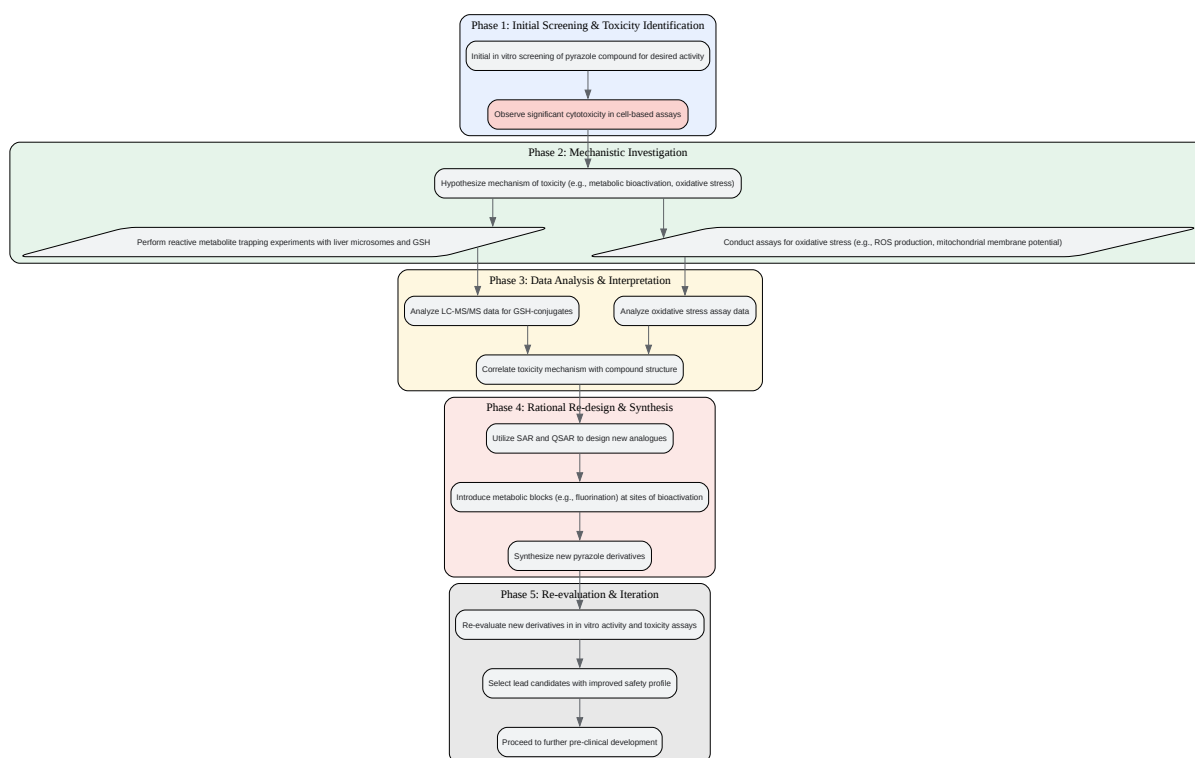 Phase 1: Initial Screening & Toxicity Identification
Initial in vitro screening of pyrazole compound for desired activity
Observe significant cytotoxicity in cell-based assays
Phase 2: Mechanistic Investigation
Hypothesize mechanism of toxicity (e.g., metabolic bioactivation, oxidative stress)
Perform reactive metabolite trapping experiments with liver microsomes and GSH
Conduct assays for oxidative stress (e.g., ROS production, mitochondrial membrane potential)
Phase 3: Data Analysis & Interpretation
Analyze LC-MS/MS data for GSH-conjugates
Analyze oxidative stress assay data
Correlate toxicity mechanism with compound structure
Phase 4: Rational Re-design & Synthesis
Utilize SAR and QSAR to design new analogues
Introduce metabolic blocks (e.g., fluorination) at sites of bioactivation
Synthesize new pyrazole derivatives
Phase 5: Re-evaluation & Iteration
Re-evaluate new derivatives in in vitro activity and toxicity assays
Select lead candidates with improved safety profile
Proceed to further pre-clinical development